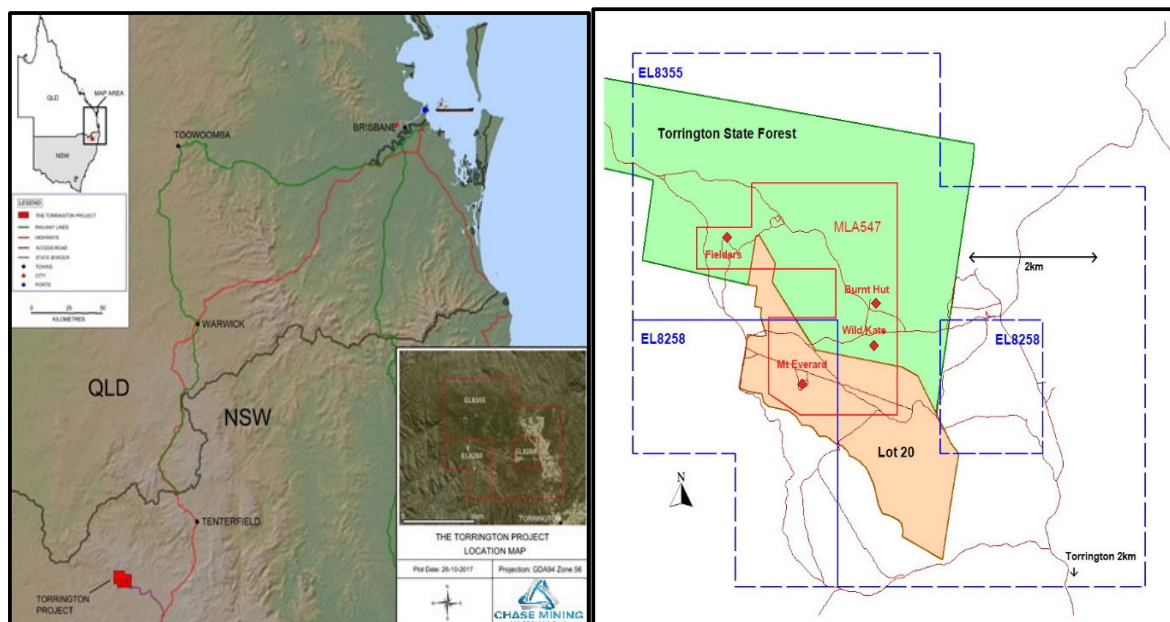 MAP AREA
QLD
NSW
LEGEND
THE TORRINGTON PROJECT
RAILWAY LINES
HIGHWAYS
ACCESS ROAD
STATE BORDER
TOWNS
CITY
PORTS
0 25 50
KILOMETRES
TOOWOOMBA
BRISBANE
WARWICK
QLD
NSW
TENTERFIELD
TORRINGTON
PROJECT
EL8355
EL8258
TORRINGTON
THE TORRINGTON PROJECT
LOCATION MAP
Plot Date: 26-10-2017
Projection: GDA94 Zone 56
CHASE MINING
EL8355
Torrington State Forest
MLA547
Fielders
2km
Burnt Hut
EL8258
Wild Kate
EL8258
Mt Everard
Lot 20
N
Torrington 2km